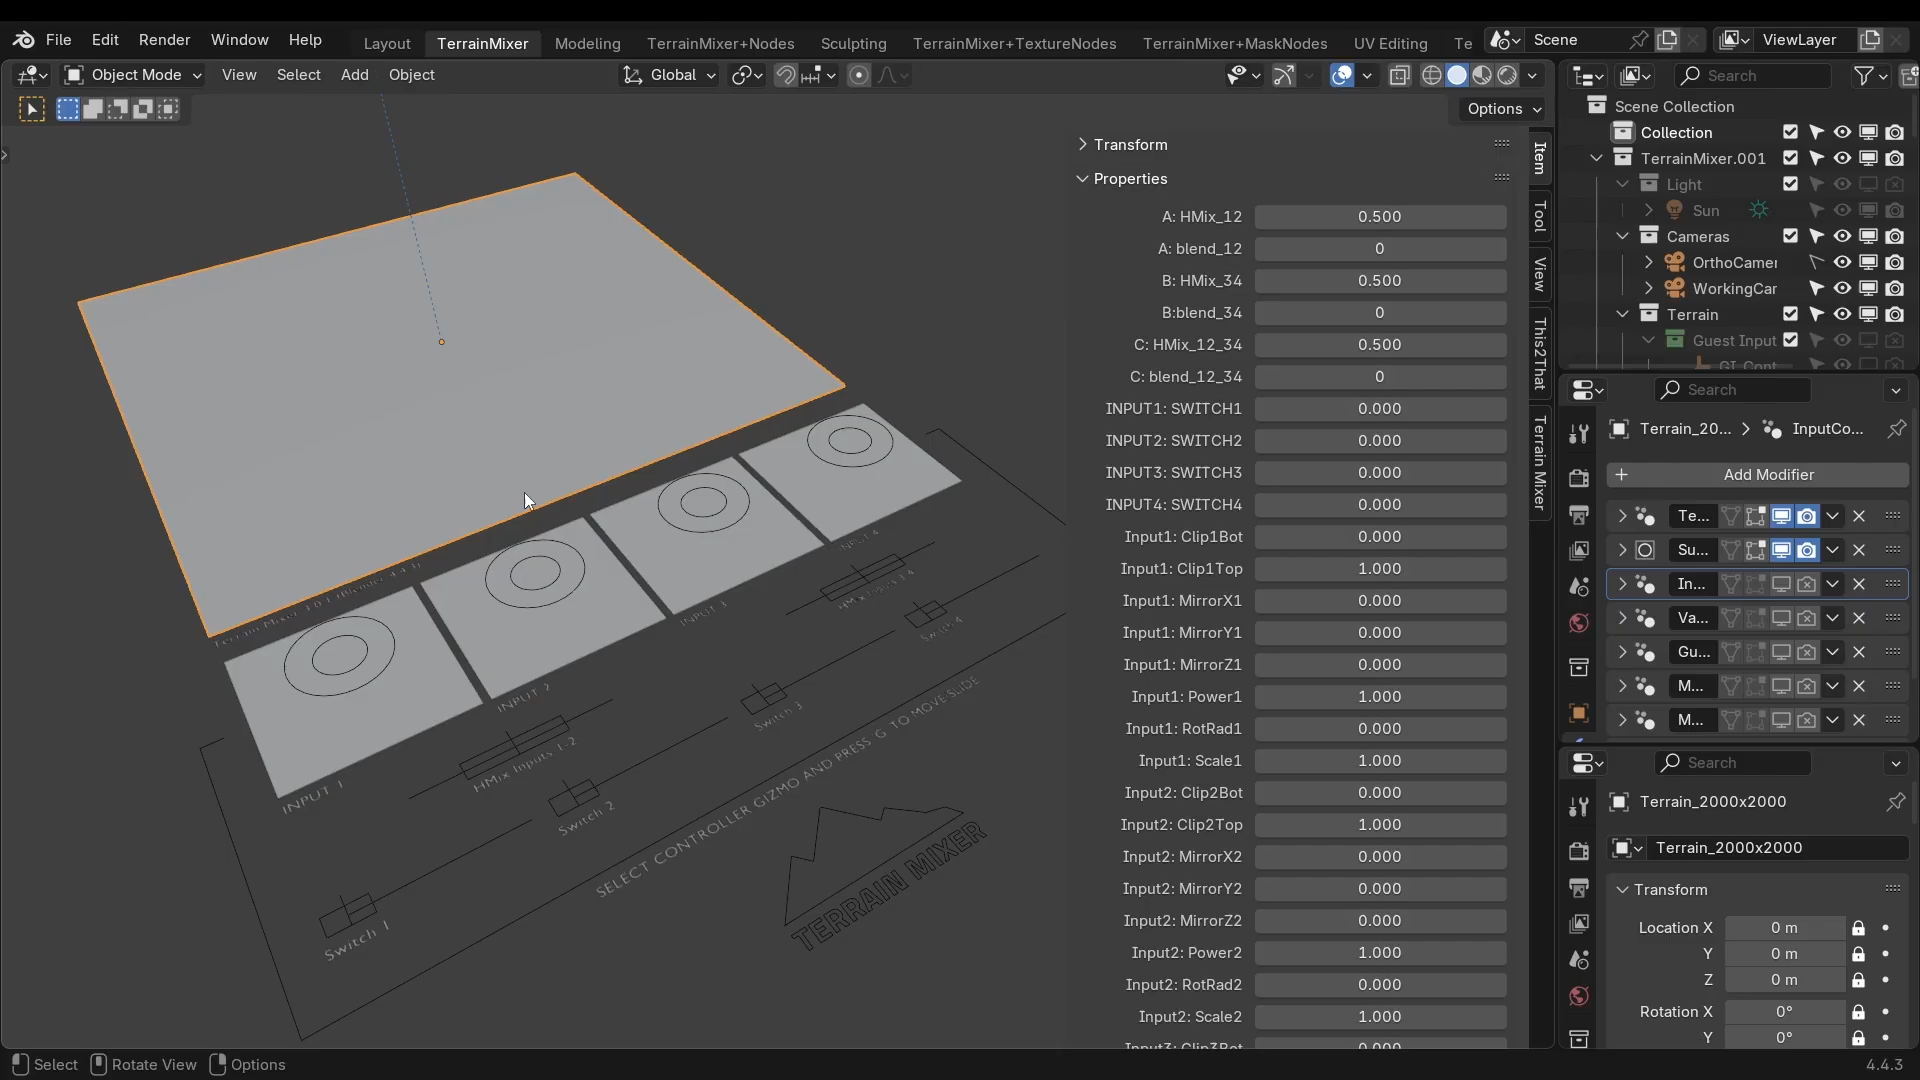 File Edit Render Window Help Layout TerrainMixer Modeling TerrainMixer+Nodes Sculpting TerrainMixer+TextureNodes TerrainMixer+MaskNodes UV Editing Te Scene ViewLayer
Object Mode View Select Add Object Global Search
Options
Scene Collection
Collection
TerrainMixer.001
Light
Sun
Cameras
OrthoCamer
WorkingCar
Terrain
Guest Input
GI_Cont
Transform
Properties
A: HMix_12 0.500
A: blend_12 0
B: HMix_34 0.500
B:blend_34 0
C: HMix_12_34 0.500
C: blend_12_34 0
INPUT1: SWITCH1 0.000
INPUT2: SWITCH2 0.000
INPUT3: SWITCH3 0.000
INPUT4: SWITCH4 0.000
Input1: Clip1Bot 0.000
Input1: Clip1Top 1.000
Input1: MirrorX1 0.000
Input1: MirrorY1 0.000
Input1: MirrorZ1 0.000
Input1: Power1 1.000
Input1: RotRad1 0.000
Input1: Scale1 1.000
Input2: Clip2Bot 0.000
Input2: Clip2Top 1.000
Input2: MirrorX2 0.000
Input2: MirrorY2 0.000
Input2: MirrorZ2 0.000
Input2: Power2 1.000
Input2: RotRad2 0.000
Input2: Scale2 1.000
Input3: Clip3Bot 0.000
Item
Tool
View
This2That
Terrain Mixer
Search
Terrain_20... InputCo...
Add Modifier
Te...
Su...
In...
Va...
Gu...
M...
M...
Search
Terrain_2000x2000
Terrain_2000x2000
Transform
Location X 0 m
Y 0 m
Z 0 m
Rotation X 0°
Y 0°
INPUT 1
INPUT 2
INPUT 3
INPUT 4
HMix Inputs 1-2
Switch 1
Switch 2
Switch 3
Switch 4
SELECT CONTROLLER GIZMO AND PRESS G TO MOVE SLIDE
TERRAIN MIXER
Select Rotate View Options 4.4.3